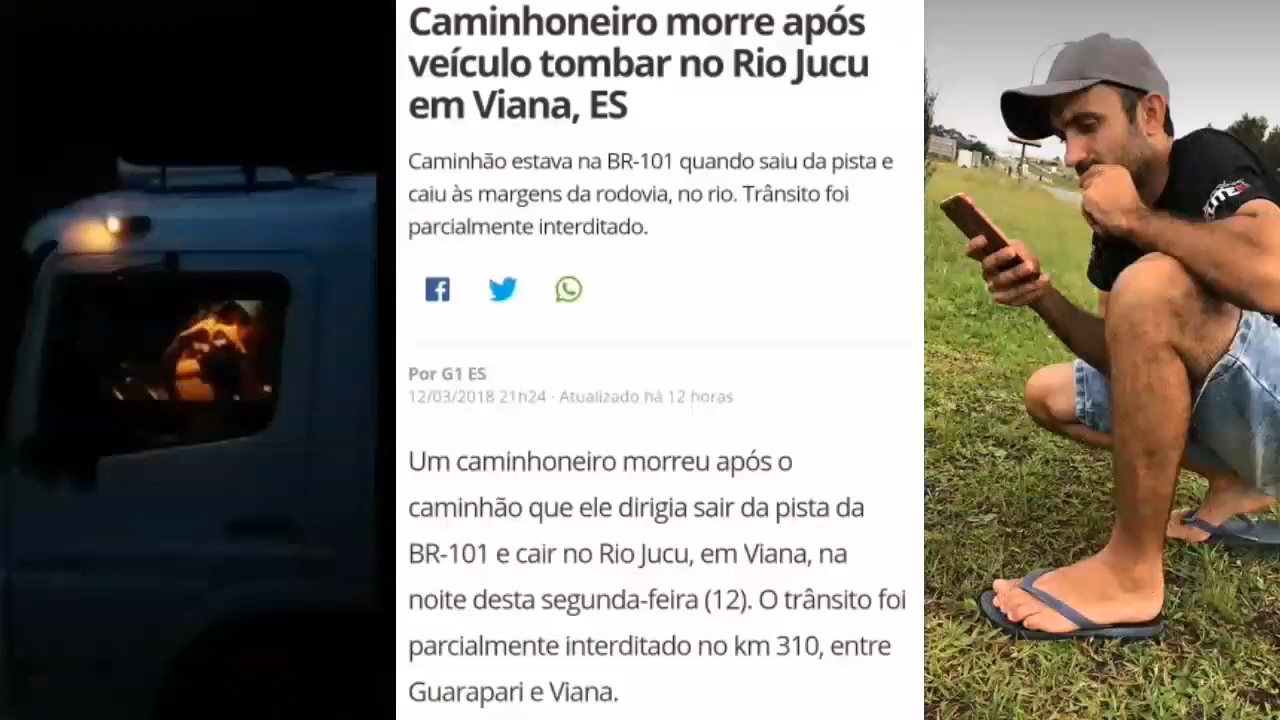 Caminhoneiro morre após
veículo tombar no Rio Jucu
em Viana, ES
Caminhão estava na BR-101 quando saiu da pista e
caiu às margens da rodovia, no rio. Trânsito foi
parcialmente interditado.
Por G1 ES
12/03/2018 21h24 · Atualizado há 12 horas
Um caminhoneiro morreu após o
caminhão que ele dirigia sair da pista da
BR-101 e cair no Rio Jucu, em Viana, na
noite desta segunda-feira (12). O trânsito foi
parcialmente interditado no km 310, entre
Guarapari e Viana.